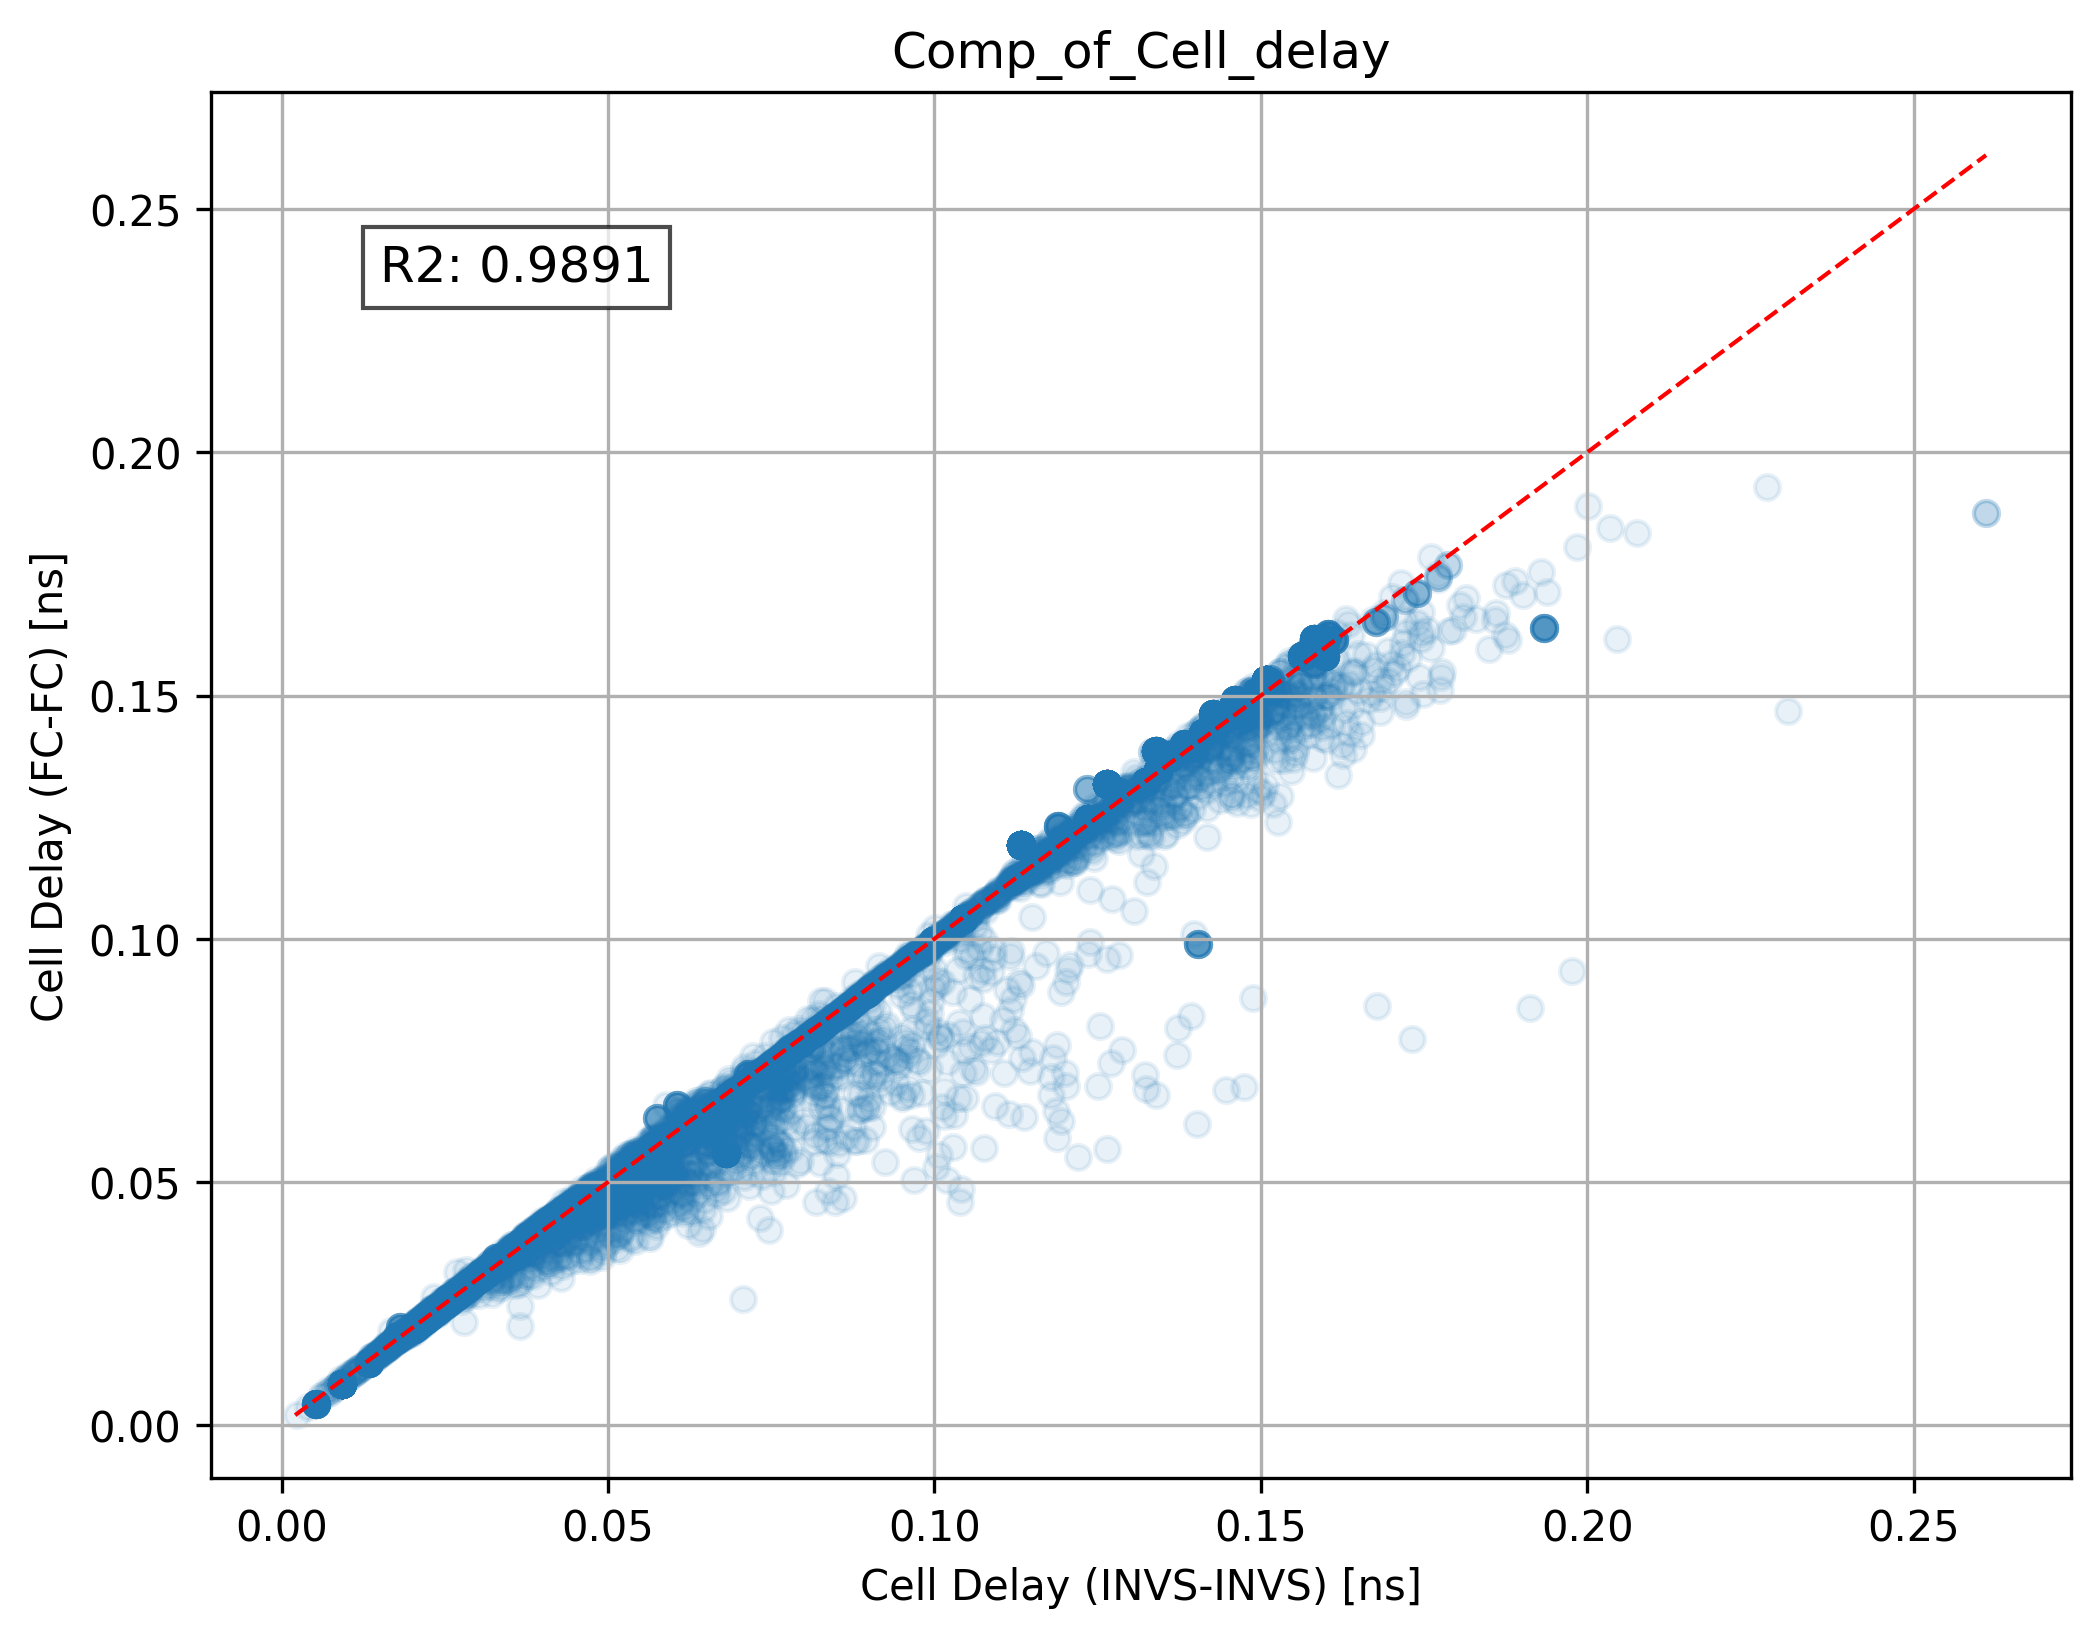 Comp_of_Cell_delay
R2: 0.9891
Cell Delay (FC-FC) [ns]
0.25
0.20
0.15
0.10
0.05
0.00
0.00 0.05 0.10 0.15 0.20 0.25
Cell Delay (INVS-INVS) [ns]